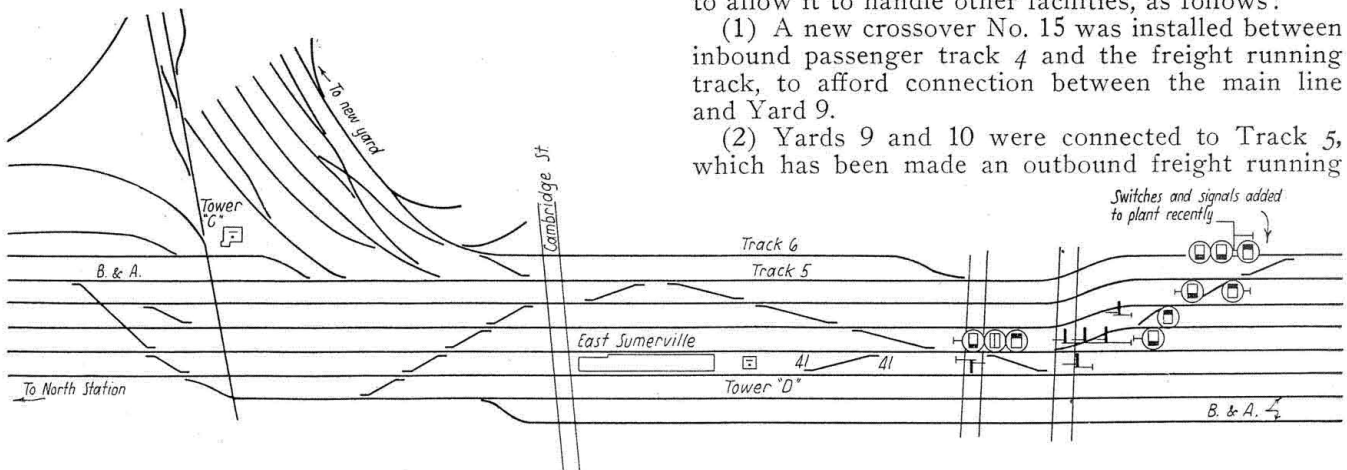 to allow it to handle other facilities, as follows:
(1) A new crossover No. 15 was installed between
inbound passenger track 4 and the freight running
track, to afford connection between the main line
and Yard 9.
(2) Yards 9 and 10 were connected to Track 5,
which has been made an outbound freight running
To new yard
Cambridge St.
Switches and signals added
to plant recently
Tower
"C"
Track 6
B. & A.
Track 5
East Sumerville
41
41
To North Station
Tower "D"
B. & A.